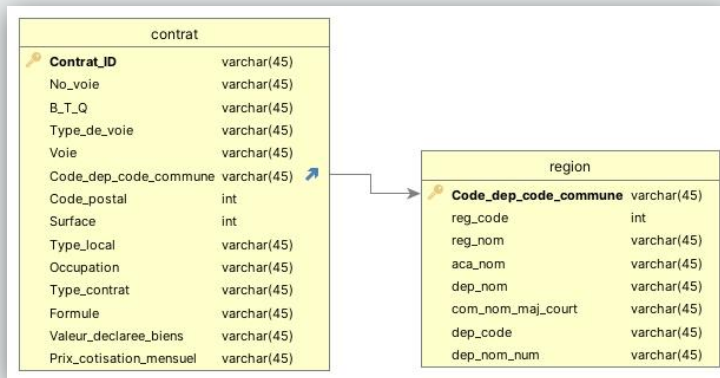 contrat
Contrat_ID varchar(45)
No_voie varchar(45)
B_T_Q varchar(45)
Type_de_voie varchar(45)
Voie varchar(45)
Code_dep_code_commune varchar(45)
Code_postal int
Surface int
Type_local varchar(45)
Occupation varchar(45)
Type_contrat varchar(45)
Formule varchar(45)
Valeur_declaree_biens varchar(45)
Prix_cotisation_mensuel varchar(45)
region
Code_dep_code_commune varchar(45)
reg_code int
reg_nom varchar(45)
aca_nom varchar(45)
dep_nom varchar(45)
com_nom_maj_court varchar(45)
dep_code varchar(45)
dep_nom_num varchar(45)